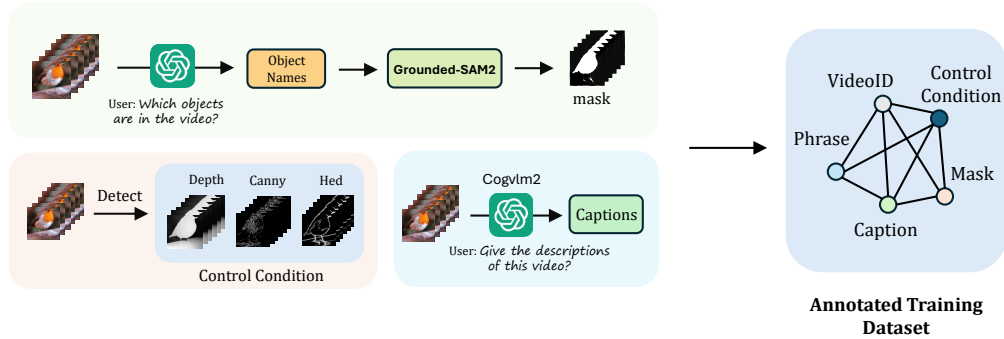 Object
Names
Grounded-SAM2
User: Which objects
are in the video?
mask
Detect
Depth Canny Hed
Control Condition
Cogvlm2
Captions
User: Give the descriptions
of this video?
VideoID
Control
Condition
Phrase
Mask
Caption
Annotated Training
Dataset